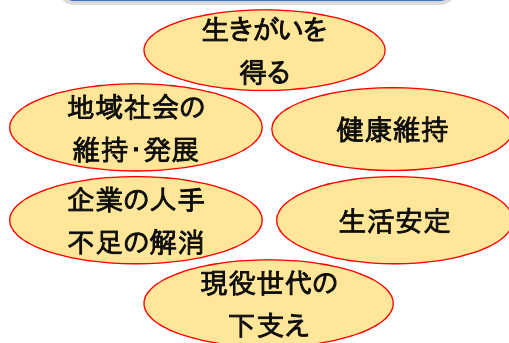 生きがいを
得る
地域社会の
維持・発展
健康維持
企業の人手
不足の解消
生活安定
現役世代の
下支え